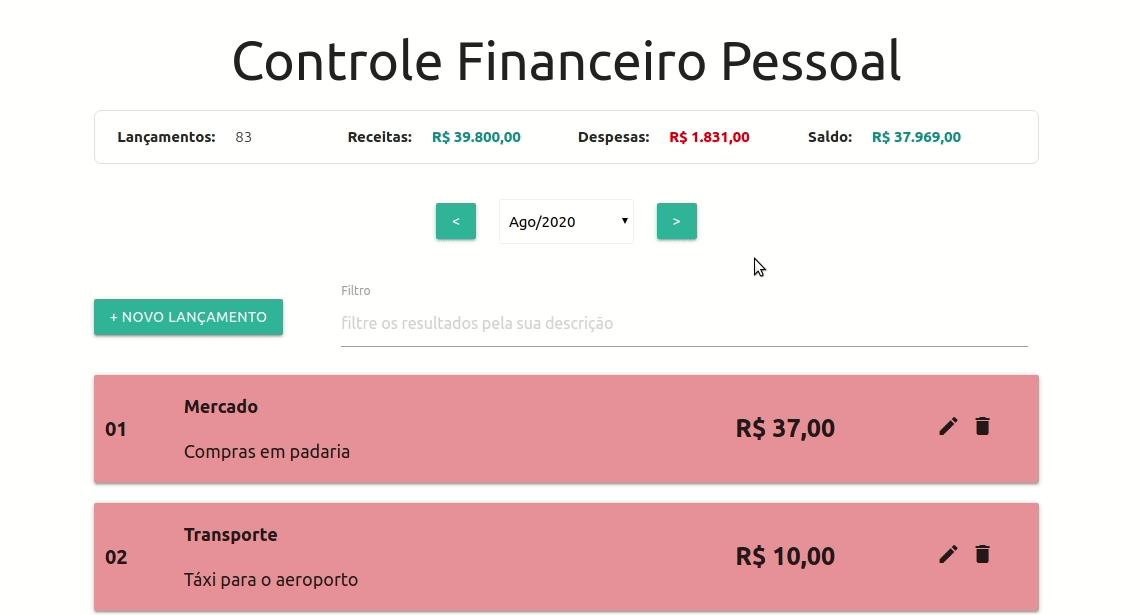 Controle Financeiro Pessoal
Lançamentos: 83 Receitas: R$ 39.800,00 Despesas: R$ 1.831,00 Saldo: R$ 37.969,00
< Ago/2020 >
Filtro
+ NOVO LANÇAMENTO filtre os resultados pela sua descrição
Mercado
01 R$ 37,00
Compras em padaria
Transporte
02 R$ 10,00
Táxi para o aeroporto